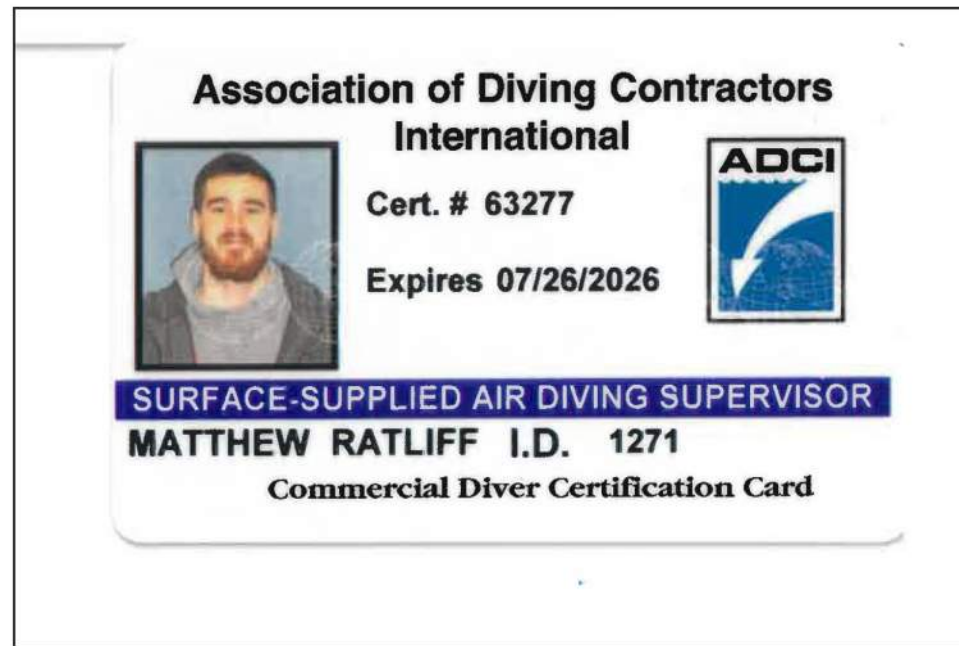 Association of Diving Contractors
International
ADCI
Cert. # 63277
Expires 07/26/2026
SURFACE-SUPPLIED AIR DIVING SUPERVISOR
MATTHEW RATLIFF I.D. 1271
Commercial Diver Certification Card